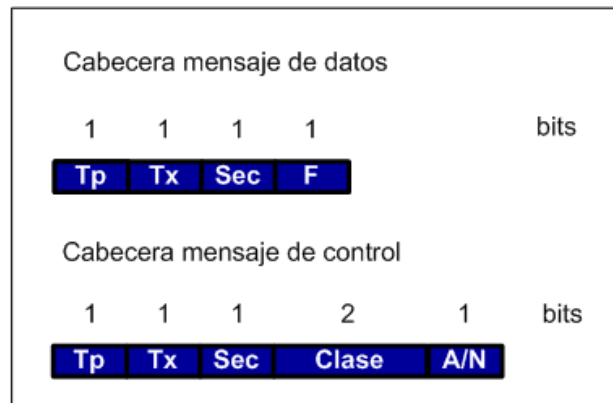 Cabecera mensaje de datos
1 1 1 1 bits
Tp Tx Sec F
Cabecera mensaje de control
1 1 1 2 1 bits
Tp Tx Sec Clase A/N